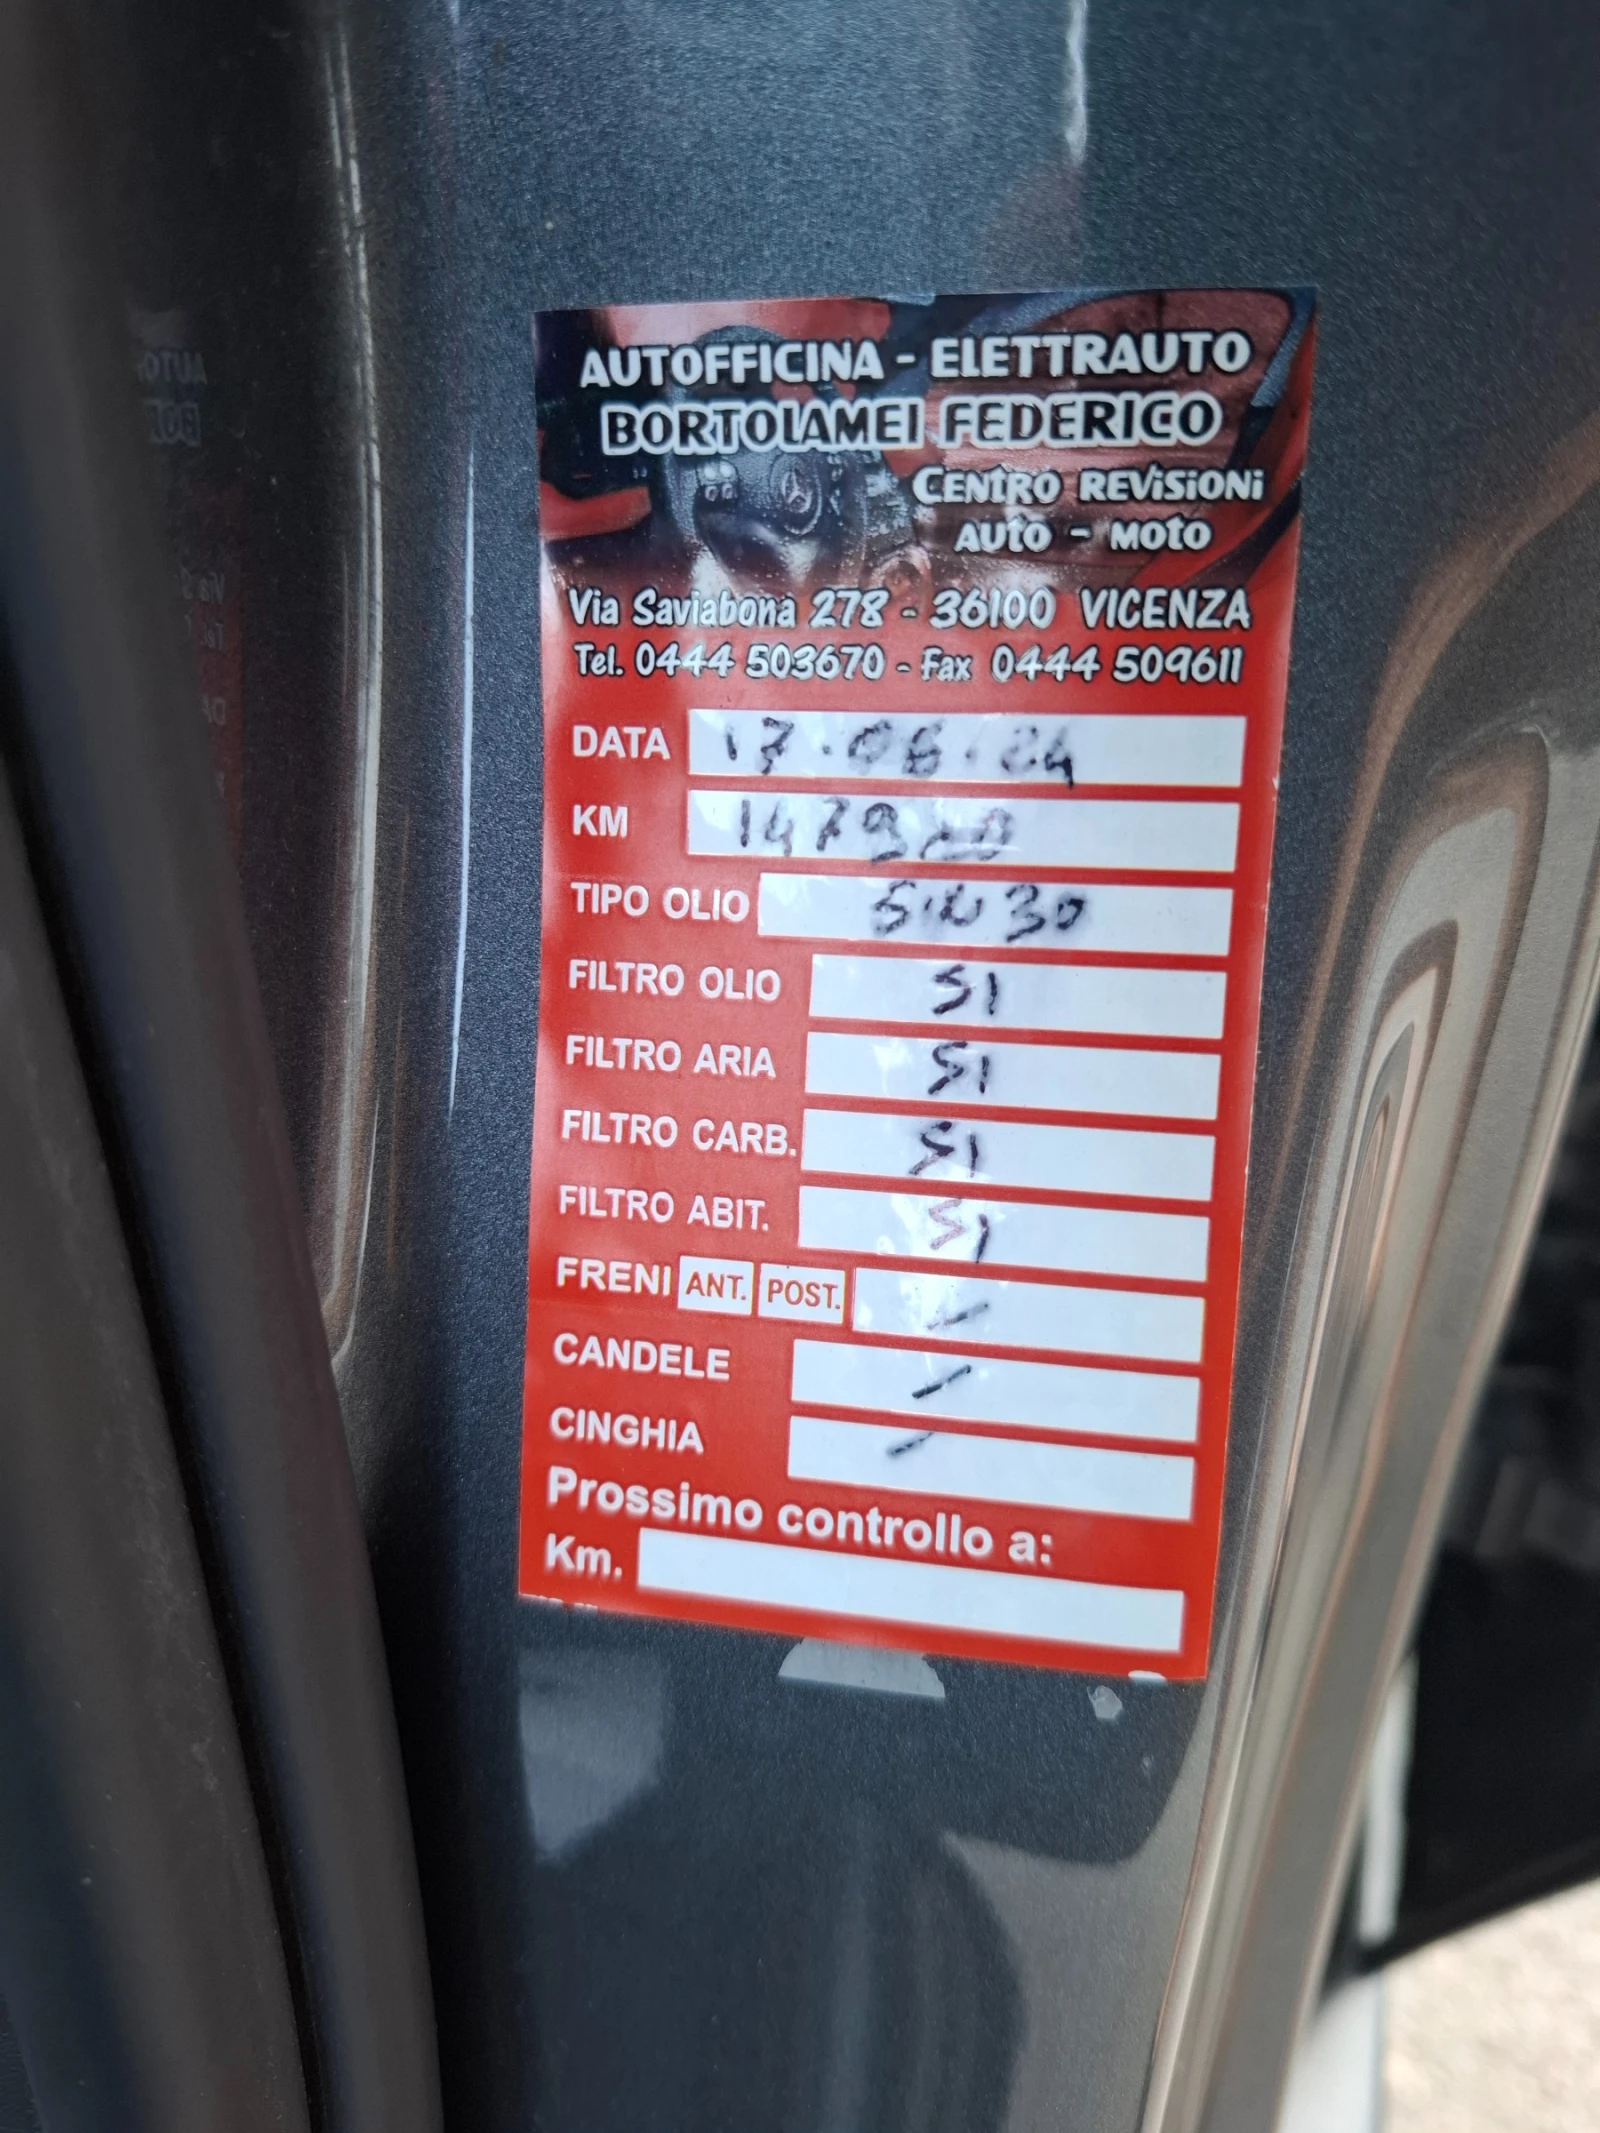 AUTOFFICINA - ELETTRAUTO
BORTOLAMEI FEDERICO
CENTRO REVISIONI
AUTO - MOTO
Via Saviabona 278 - 36100 VICENZA
Tel. 0444 503670 - Fax 0444 509611
DATA 17.06.24
KM 147900
TIPO OLIO 5W30
FILTRO OLIO SI
FILTRO ARIA SI
FILTRO CARB. SI
FILTRO ABIT. SI
FRENI ANT. POST. /
CANDELE /
CINGHIA /
Prossimo controllo a:
Km.